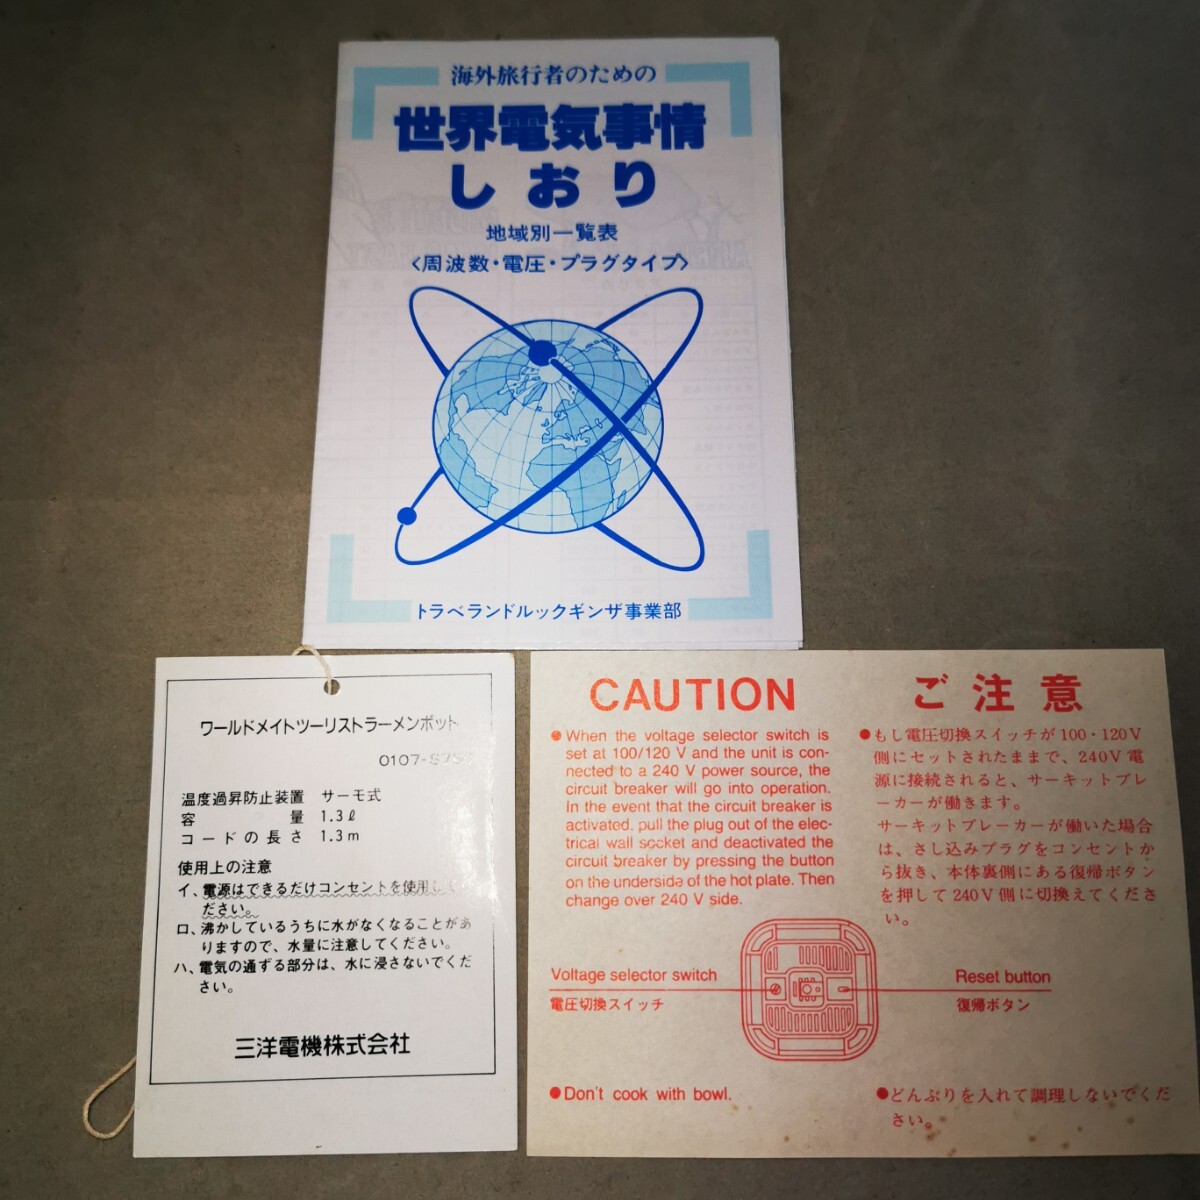 海外旅行者のための
世界電気事情
しおり
地域別一覧表
〈周波数・電圧・プラグタイプ〉
トラベランドルックギンザ事業部
ワールドメイトツーリストラーメンポット
温度過昇防止装置 サーモ式
容量 1.3ℓ
コードの長さ 1.3m
使用上の注意
イ、電源はできるだけコンセントを使用してく
ださい。
ロ、沸かしているうちに水がなくなることがあ
りますので、水量に注意してください。
ハ、電気の通ずる部分は、水に浸さないでくだ
さい。
三洋電機株式会社
CAUTION
●When the voltage selector switch is
set at 100/120 V and the unit is con-
nected to a 240 V power source, the
circuit breaker will go into operation.
In the event that the circuit breaker is
activated, pull the plug out of the elec-
trical wall socket and deactivated the
circuit breaker by pressing the button
on the underside of the hot plate. Then
change over 240 V side.
Voltage selector switch
電圧切換スイッチ
●Don't cook with bowl.
ご注意
●もし電圧切換スイッチが100・120V
側にセットされたままで、240V電
源に接続されると、サーキットブレ
ーカーが働きます。
サーキットブレーカーが働いた場合
は、さし込みプラグをコンセントか
ら抜き、本体裏側にある復帰ボタン
を押して240V側に切換えてくださ
い。
Reset button
復帰ボタン
●どんぶりを入れて調理しないでくだ
さい。